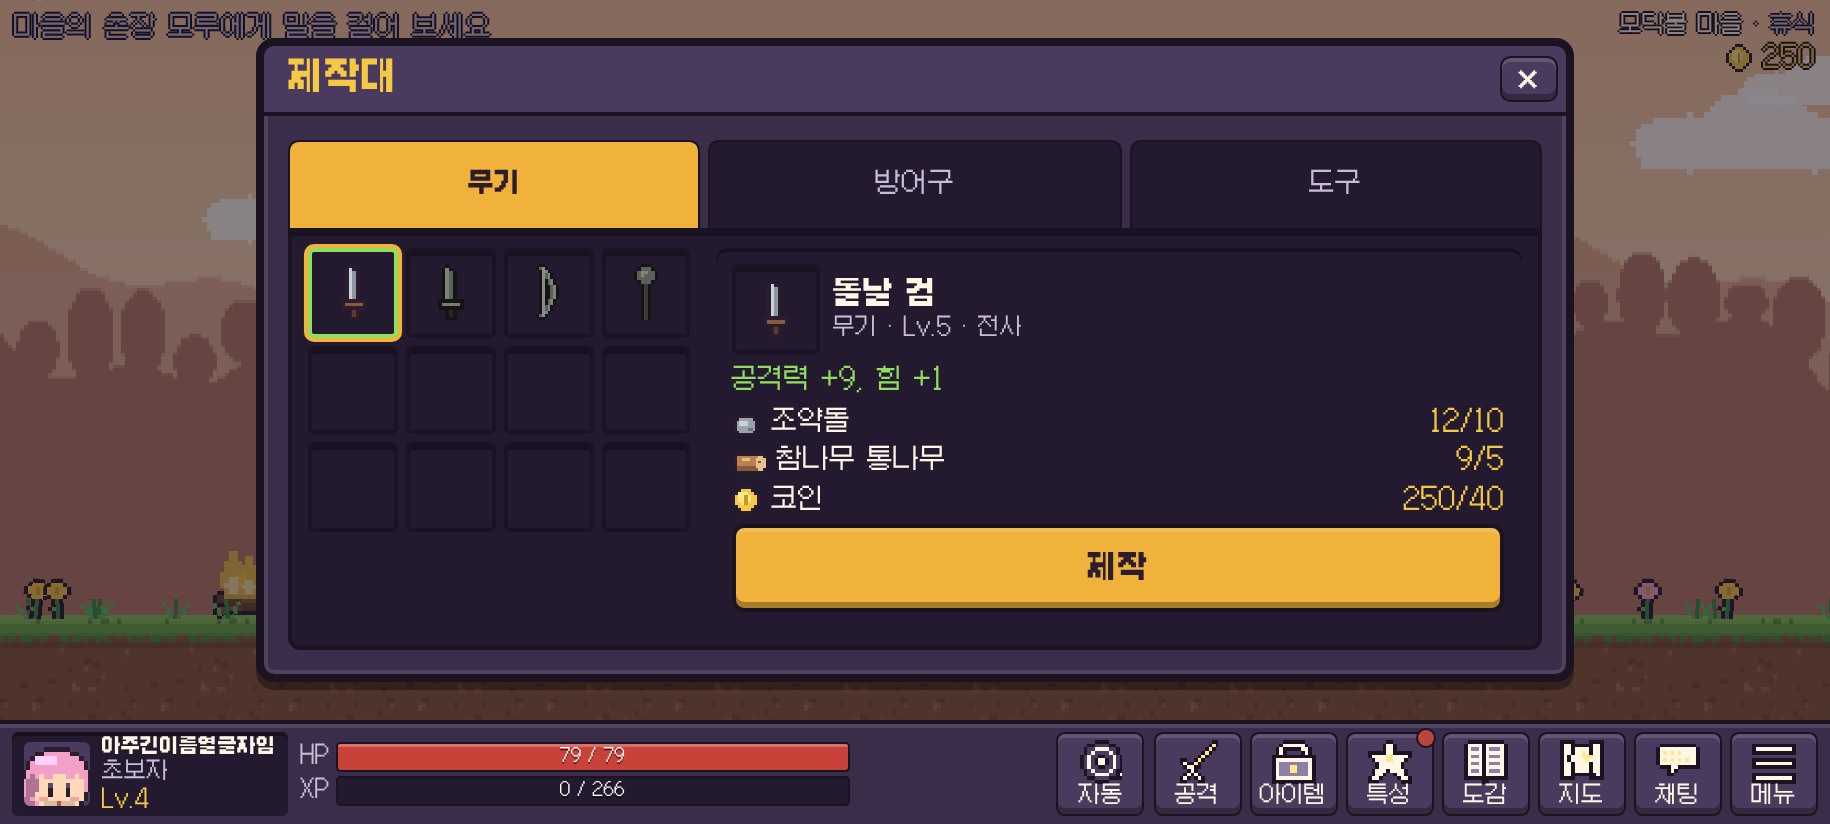 마을의 촌장 모루에게 말을 걸어 보세요
모닥불 마을 · 휴식
250
제작대
무기
방어구
도구
돌날 검
무기 · Lv.5 · 전사
공격력 +9, 힘 +1
조약돌 12/10
참나무 통나무 9/5
코인 250/40
제작
아주긴이름열글자임
초보자
Lv.4
HP 79 / 79
XP 0 / 266
자동
공격
아이템
특성
도감
지도
채팅
메뉴